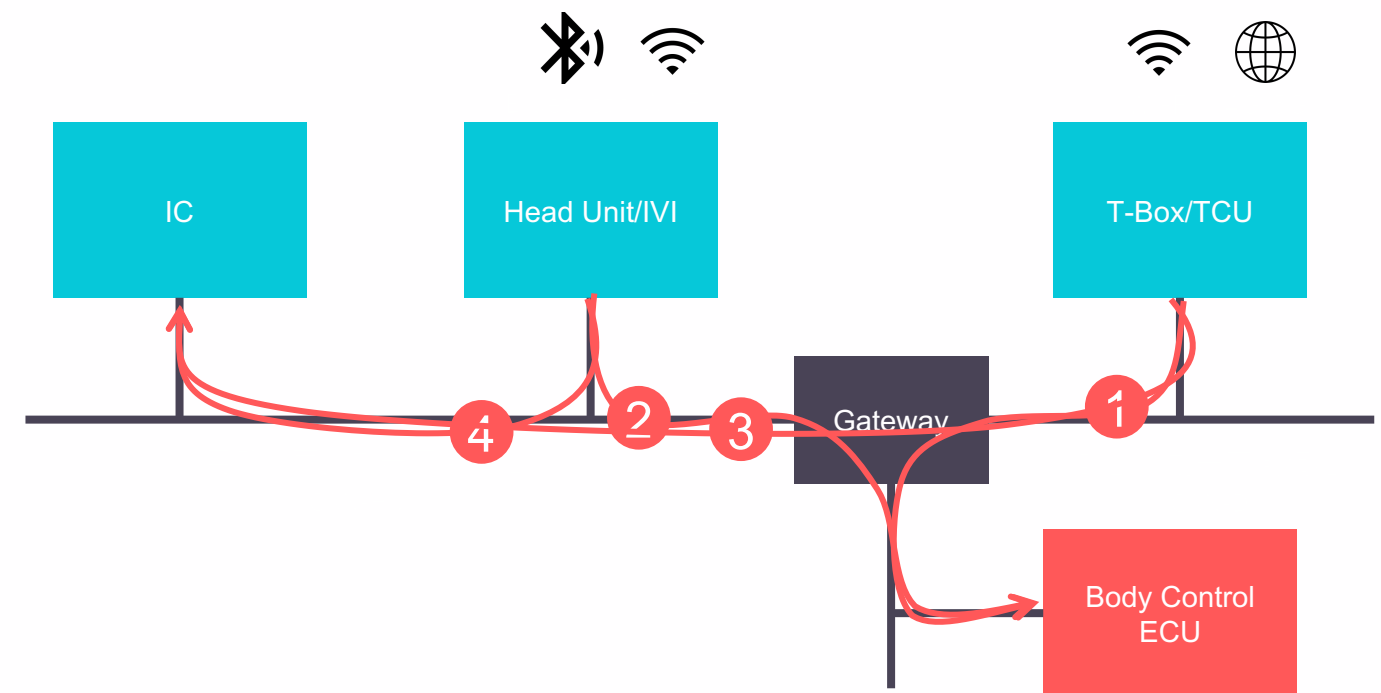 IC
Head Unit/IVI
T-Box/TCU
1
Gateway
2
3
4
Body Control
ECU